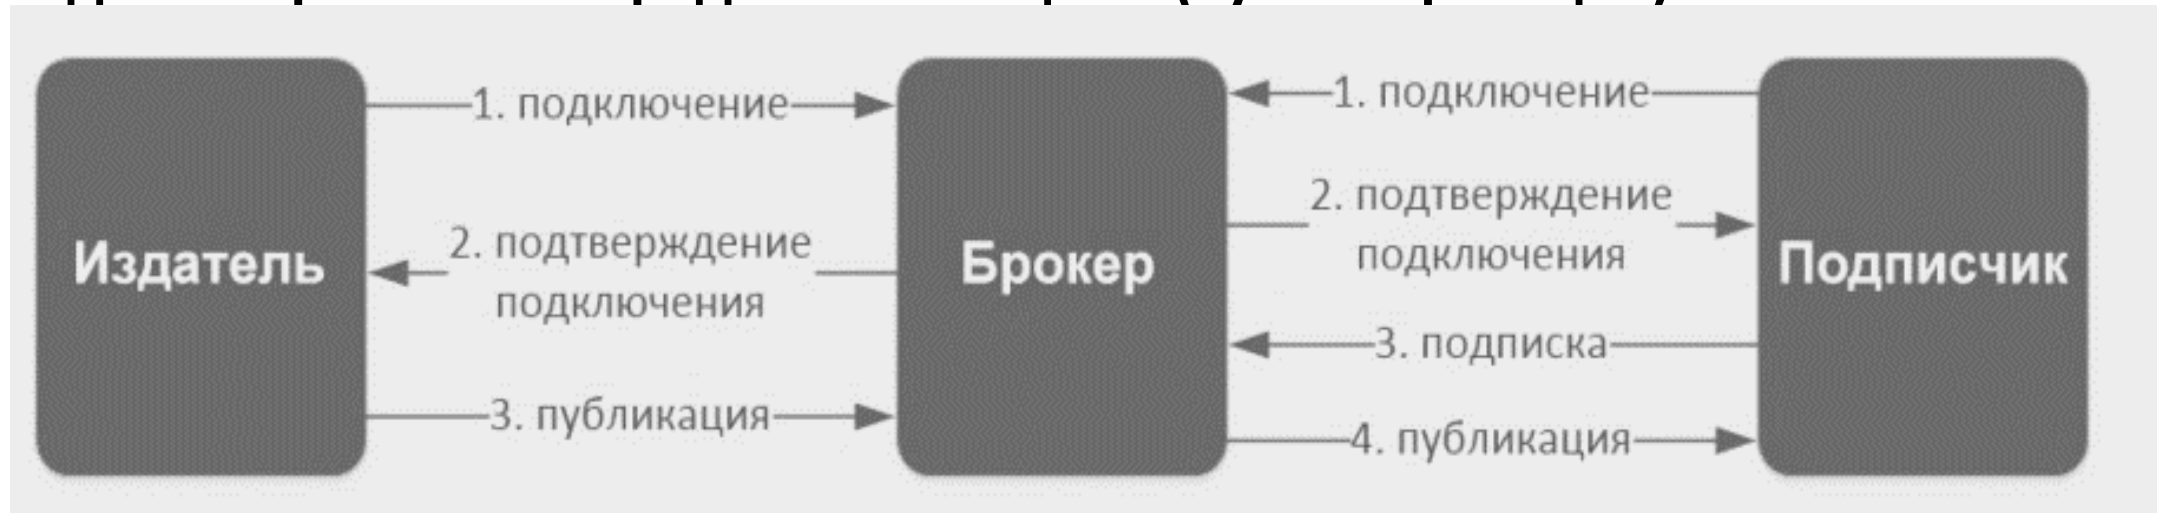 Издатель
1. подключение
2. подтверждение
подключения
3. публикация
Брокер
1. подключение
2. подтверждение
подключения
3. подписка
4. публикация
Подписчик